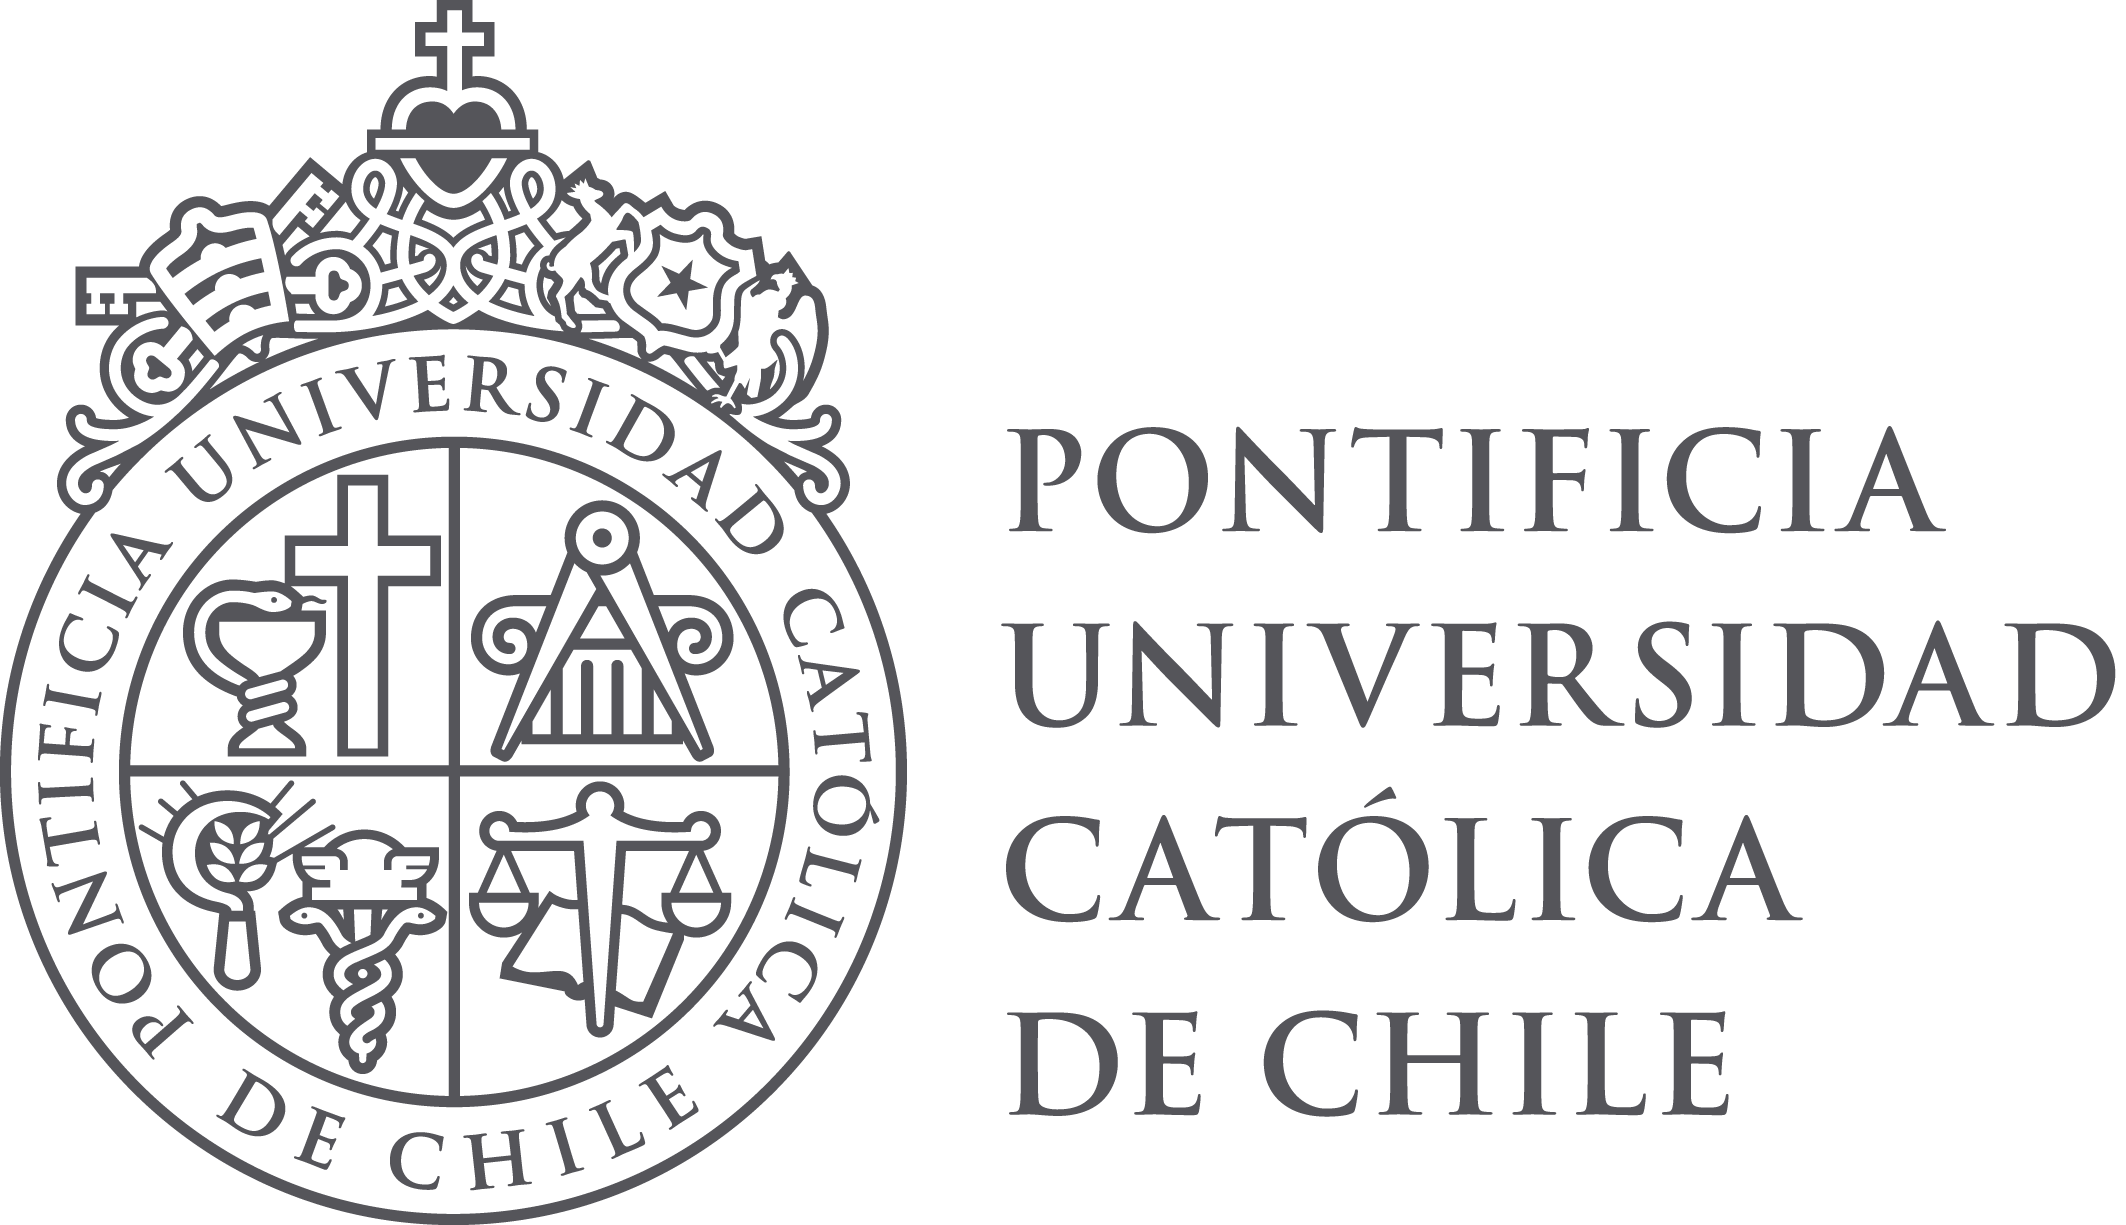 PONTIFICIA UNIVERSIDAD CATÓLICA
DE CHILE
PONTIFICIA
UNIVERSIDAD
CATÓLICA
DE CHILE